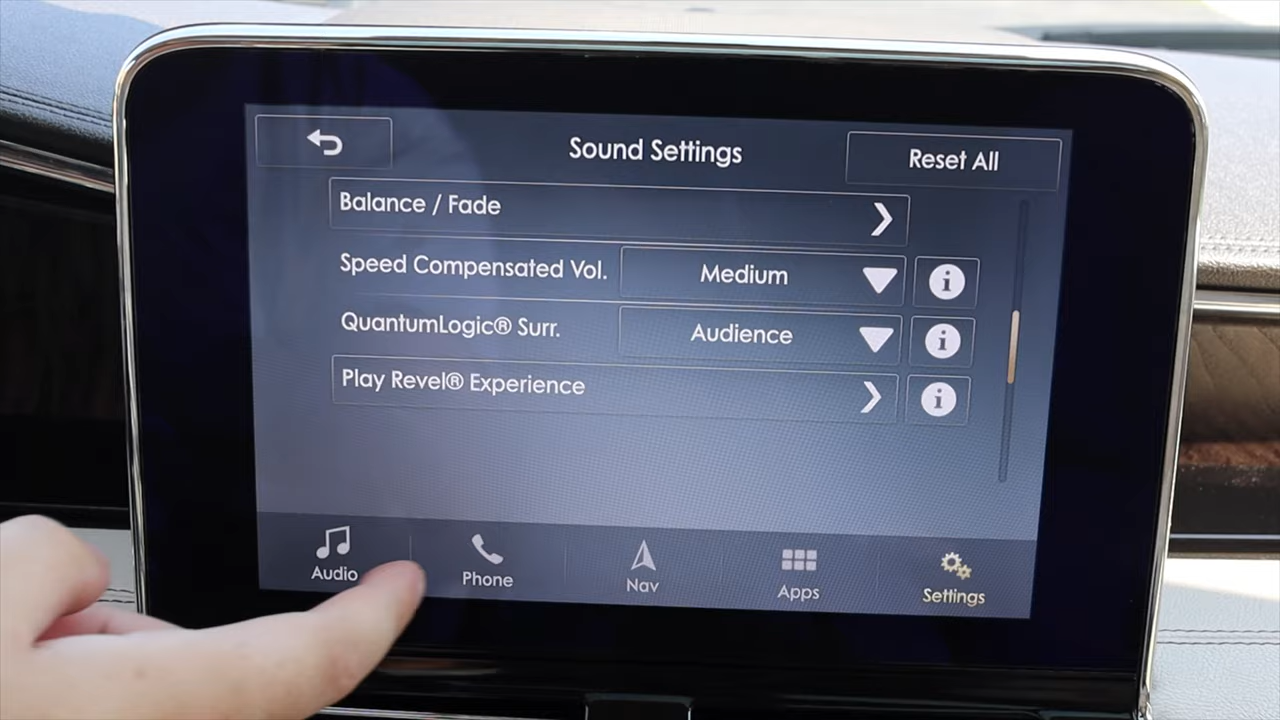 Sound Settings
Reset All
Balance / Fade
Speed Compensated Vol.
Medium
QuantumLogic® Surr.
Audience
Play Revel® Experience
Audio
Phone
Nav
Apps
Settings